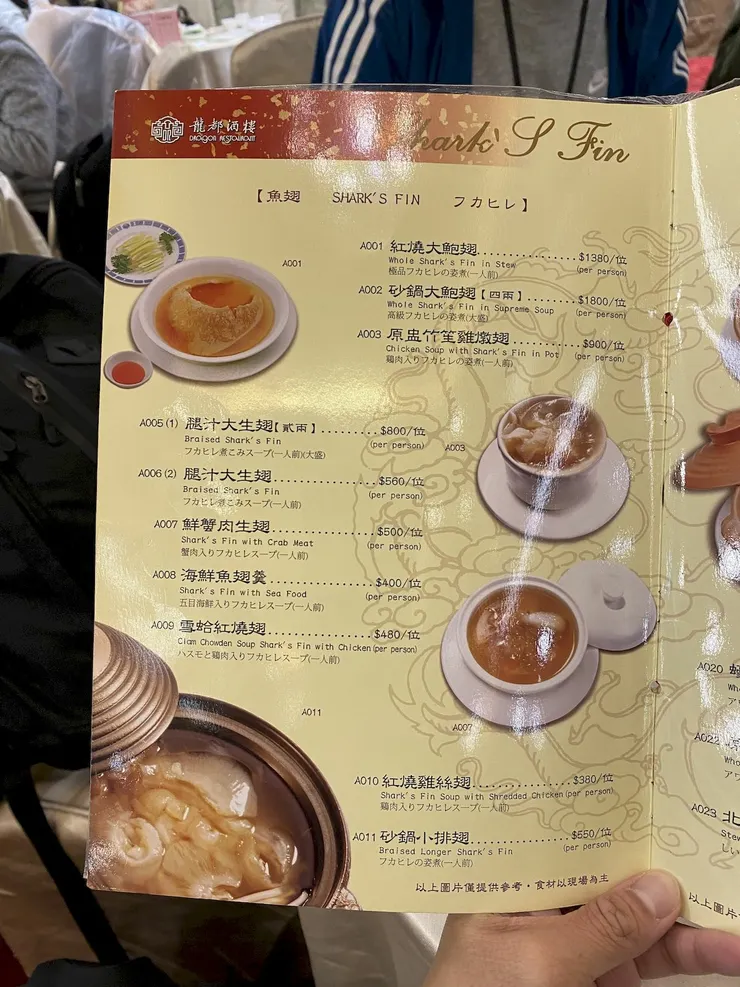 龍都酒樓
DRAGON RESTAURANT
Shark'S Fin
【魚翅 SHARK'S FIN フカヒレ】
A001
A001 紅燒大鮑翅 $1380/位
Whole Shark's Fin in Stew (per person)
極品フカヒレの姿煮(一人前)
A002 砂鍋大鮑翅【四兩】 $1800/位
Whole Shark's Fin in Supreme Soup (per person)
高級フカヒレの姿煮(大盛)
A003 原盅竹笙雞燉翅 $900/位
Chicken Soup with Shark's Fin in Pot (per person)
鶏肉入りフカヒレの姿煮(一人前)
A005(1) 腿汁大生翅【貳兩】 $800/位
Braised Shark's Fin (per person)
フカヒレ煮こみスープ(一人前)(大盛)
A003
A006(2) 腿汁大生翅 $560/位
Braised Shark's Fin (per person)
フカヒレ煮こみスープ(一人前)
A007 鮮蟹肉生翅 $500/位
Shark's Fin with Crab Meat (per person)
蟹肉入りフカヒレスープ(一人前)
A008 海鮮魚翅羹 $400/位
Shark's Fin with Sea Food (per person)
五目海鮮入りフカヒレスープ(一人前)
A009 雪蛤紅燒翅 $480/位
Clam Chowden Soup Shark's Fin with Chicken (per person)
ハスモと鶏肉入りフカヒレスープ(一人前)
A011
A007
A010 紅燒雞絲翅 $380/位
Shark's Fin Soup with Shredded Chicken (per person)
鶏肉入りフカヒレスープ(一人前)
A011 砂鍋小排翅 $550/位
Braised Longer Shark's Fin (per person)
フカヒレの姿煮(一人前)
以上圖片僅提供參考，食材以現場為主
A020
Who
アワ
A022
Who
アワ
A023 北
Stew
しい
以上圖片